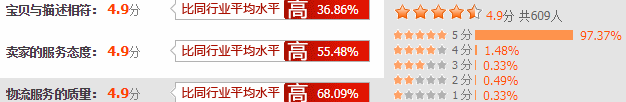 宝贝与描述相符： 4.9分 比同行业平均水平 高 36.86%
卖家的服务态度： 4.9分 比同行业平均水平 高 55.48%
物流服务的质量： 4.9分 比同行业平均水平 高 68.09%
4.9分 共609人
5分 97.37%
4分 1.48%
3分 0.33%
2分 0.49%
1分 0.33%